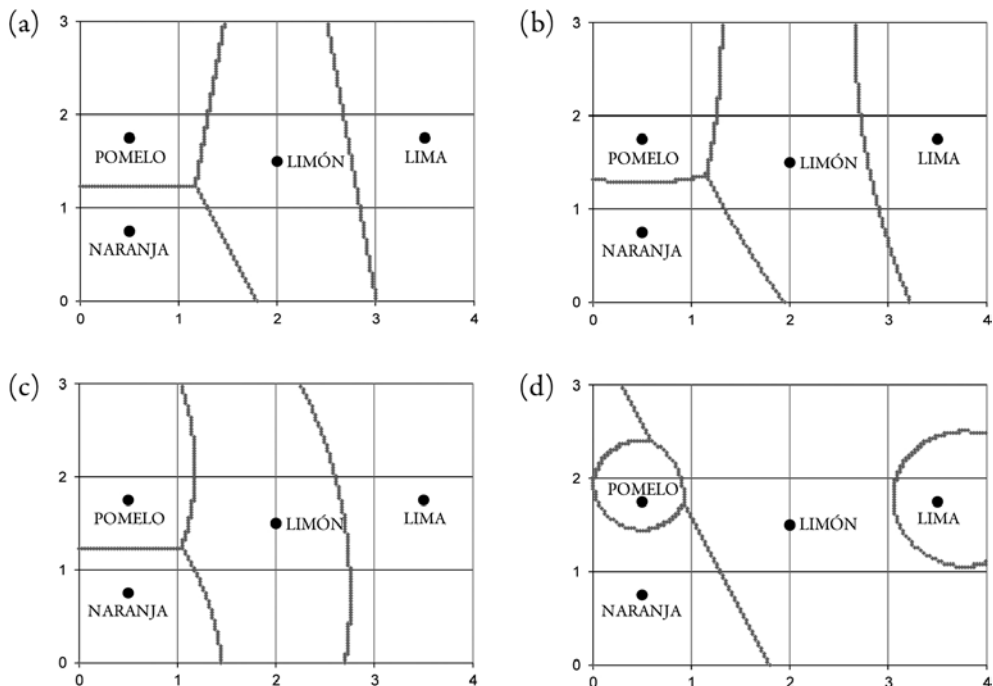 (a)
3
2
1
0
0 1 2 3 4
POMELO
LIMÓN
LIMA
NARANJA
(b)
3
2
1
0
0 1 2 3 4
POMELO
LIMÓN
LIMA
NARANJA
(c)
3
2
1
0
0 1 2 3 4
POMELO
LIMÓN
LIMA
NARANJA
(d)
3
2
1
0
0 1 2 3 4
POMELO
LIMÓN
LIMA
NARANJA